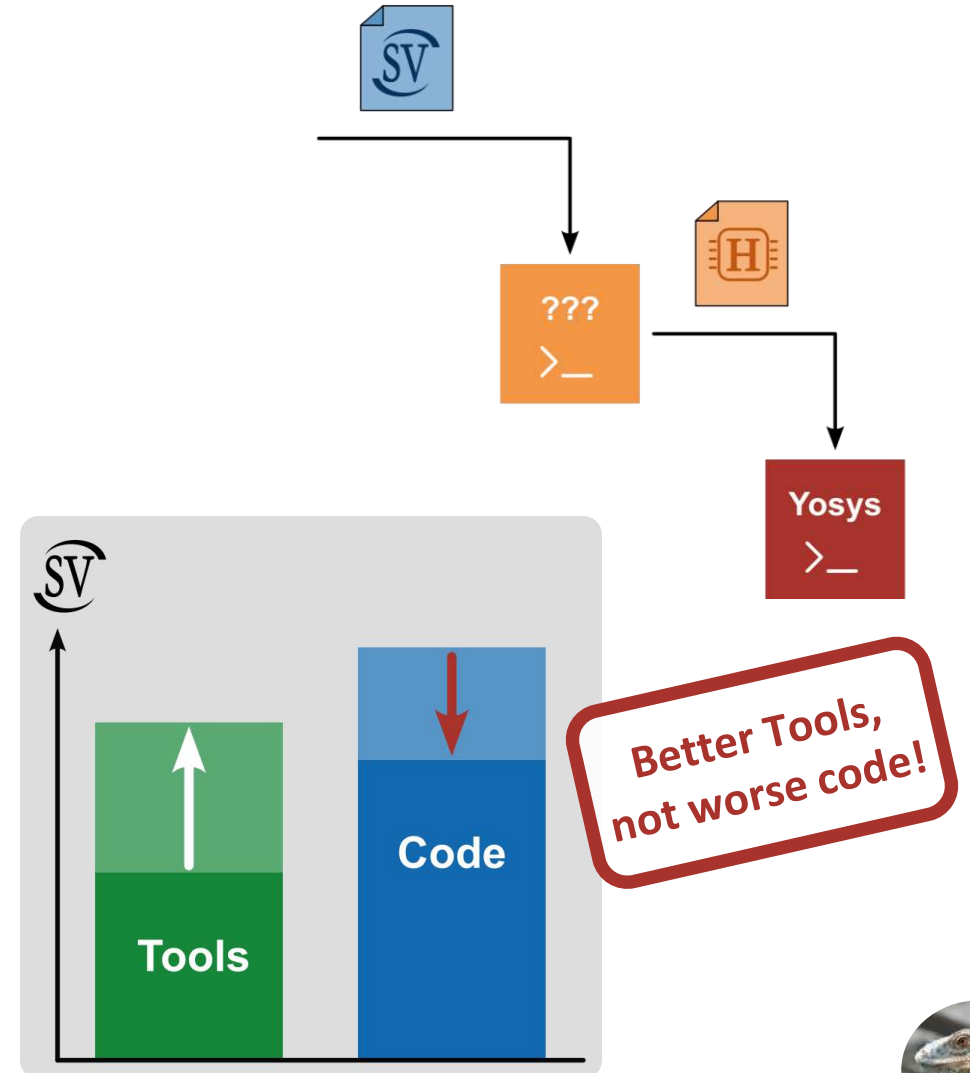 SV
H
???
>_
Yosys
>_
SV
Better Tools,
not worse code!
Code
Tools